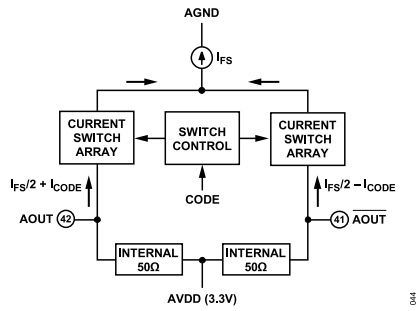 AGND
I_FS
CURRENT
SWITCH
ARRAY
SWITCH
CONTROL
CURRENT
SWITCH
ARRAY
I_FS/2 + I_CODE
CODE
I_FS/2 – I_CODE
AOUT 42
41 A̅O̅U̅T̅
INTERNAL
50Ω
INTERNAL
50Ω
AVDD (3.3V)
044